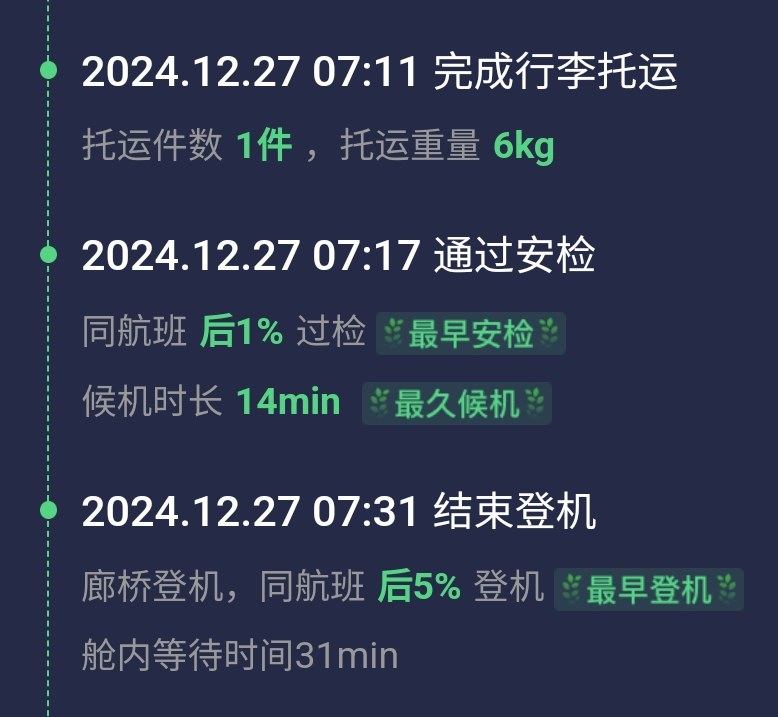 2024.12.27 07:11 完成行李托运
托运件数 1件 ，托运重量 6kg
2024.12.27 07:17 通过安检
同航班 后1% 过检 最早安检
候机时长 14min 最久候机
2024.12.27 07:31 结束登机
廊桥登机，同航班 后5% 登机 最早登机
舱内等待时间31min